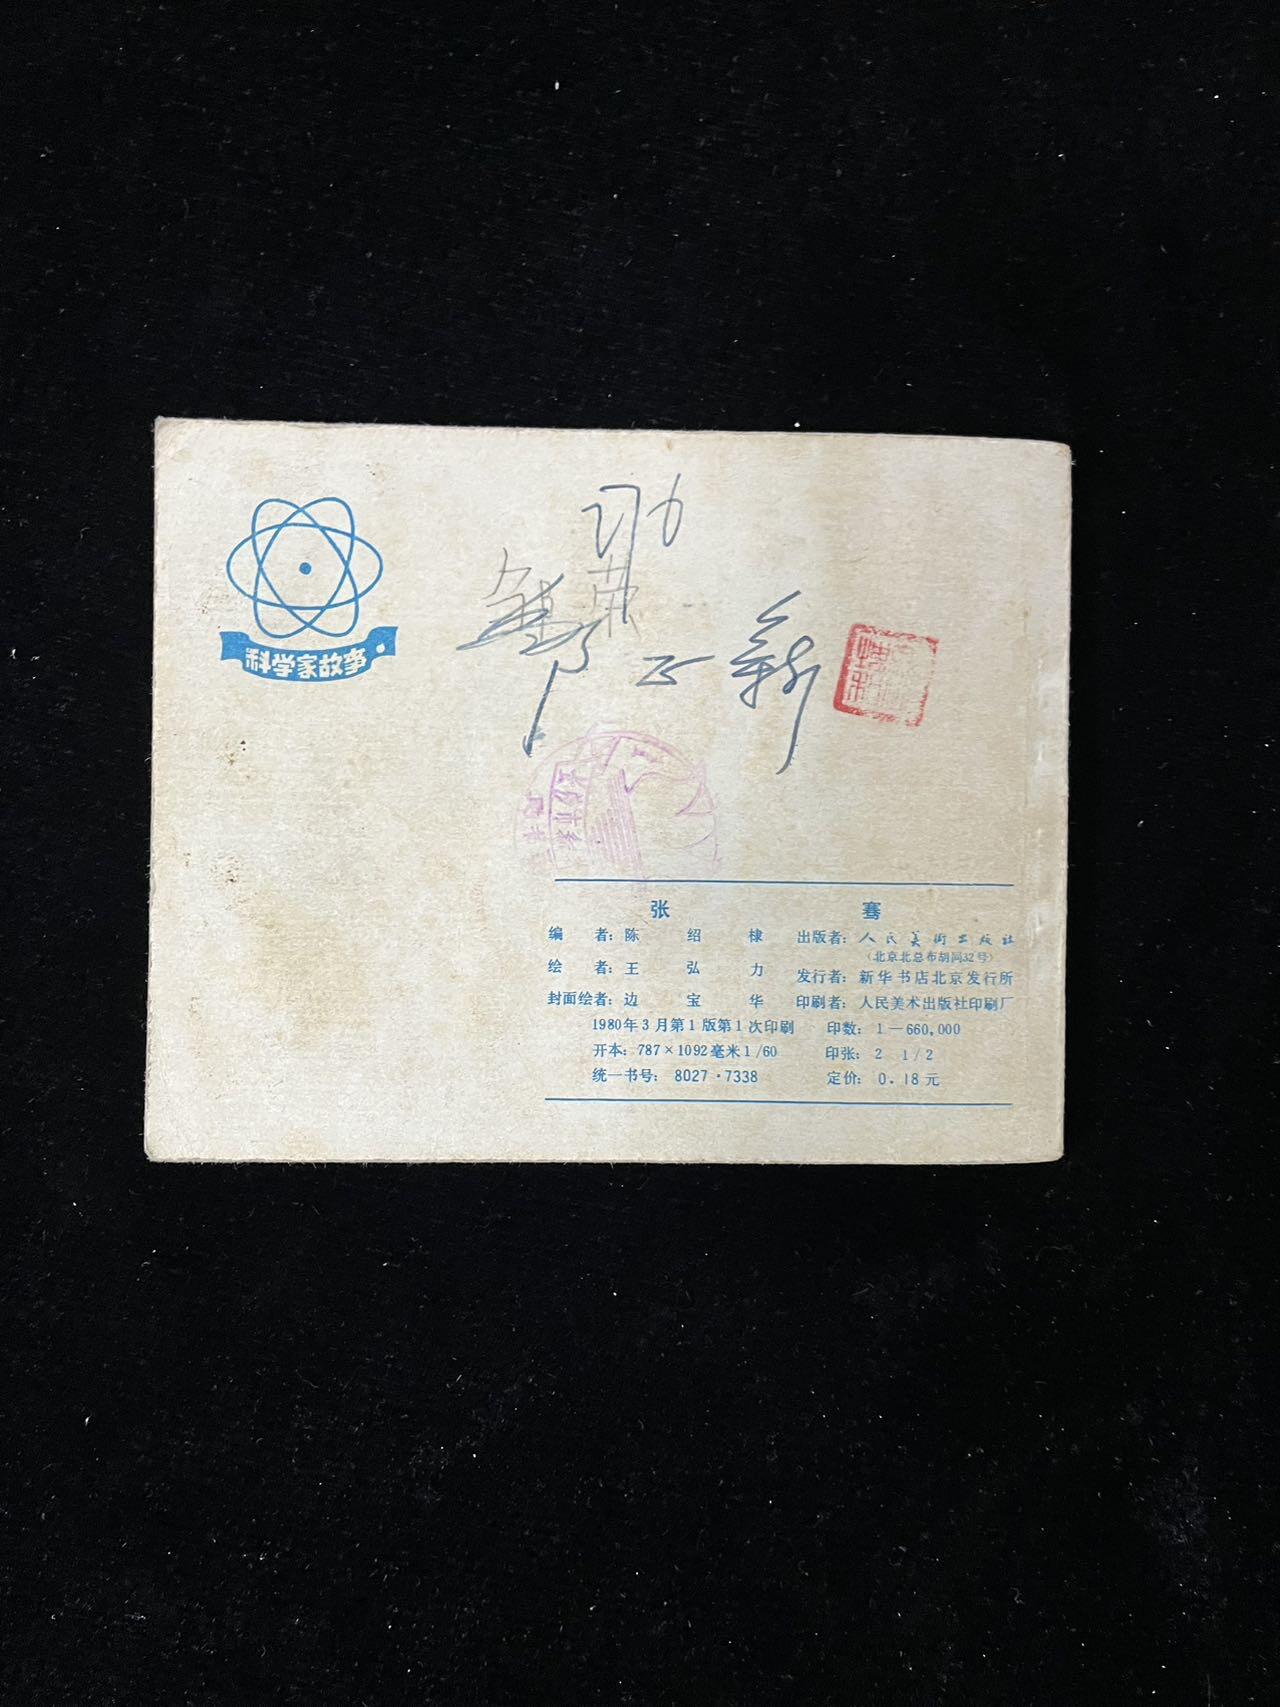 科学家故事
正新
张骞
编者：陈绍棣
绘者：王弘力
封面绘者：边宝华
出版者：人民美術出版社
（北京北总布胡同32号）
发行者：新华书店北京发行所
印刷者：人民美术出版社印刷厂
1980年3月第1版第1次印刷
印数：1—660,000
开本：787×1092毫米1/60
印张：2 1/2
统一书号：8027·7338
定价：0.18元